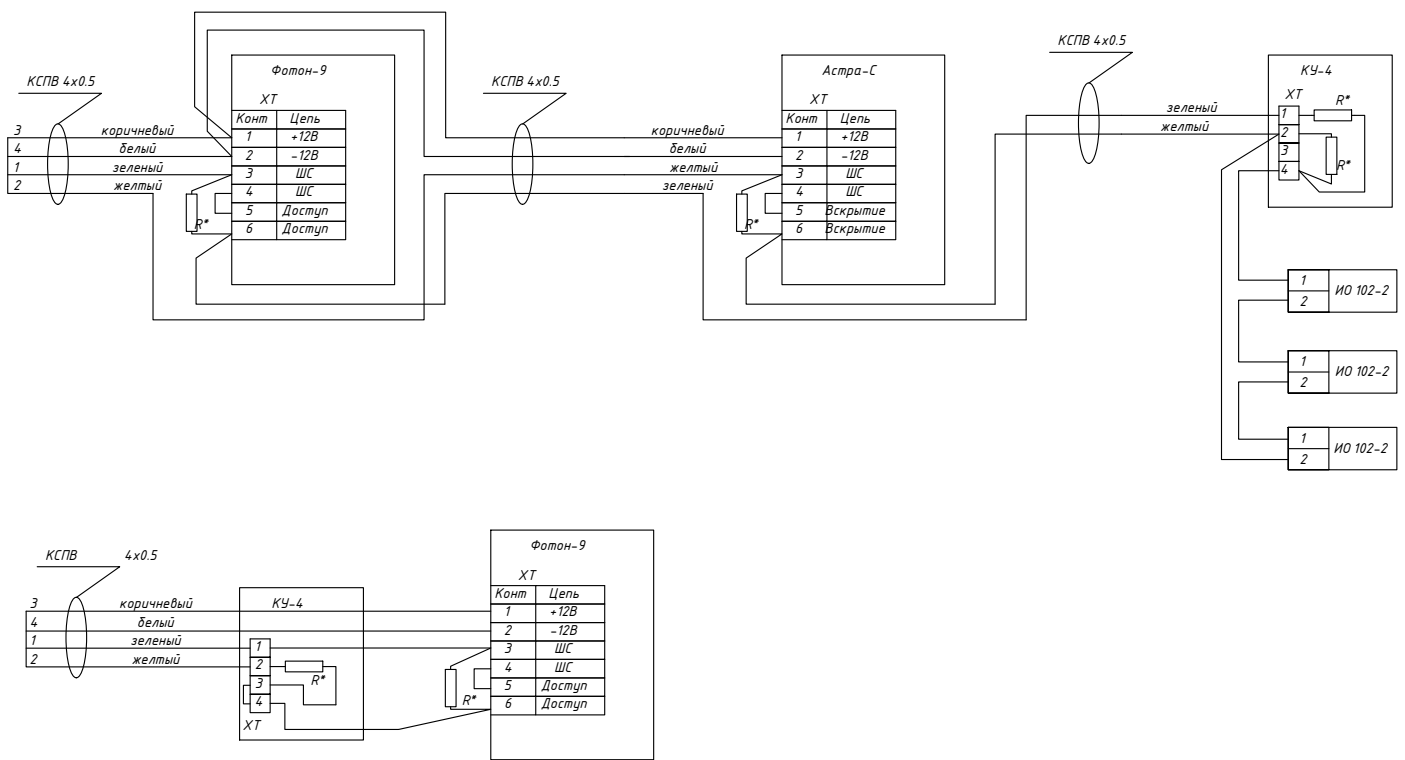 КСПВ 4х0.5
3 коричневый
4 белый
1 зеленый
2 желтый
Фотон-9
ХТ
Конт Цепь
1 +12В
2 -12В
3 ШС
4 ШС
5 Доступ
6 Доступ
R*
КСПВ 4х0.5
коричневый
белый
желтый
зеленый
Астра-С
ХТ
Конт Цепь
1 +12В
2 -12В
3 ШС
4 ШС
5 Вскрытие
6 Вскрытие
R*
КСПВ 4х0.5
зеленый
желтый
КУ-4
ХТ
1
2
3
4
R*
R*
1
2
ИО 102-2
1
2
ИО 102-2
1
2
ИО 102-2
КСПВ 4х0.5
3 коричневый
4 белый
1 зеленый
2 желтый
КУ-4
1
2
3
4
R*
ХТ
Фотон-9
ХТ
Конт Цепь
1 +12В
2 -12В
3 ШС
4 ШС
5 Доступ
6 Доступ
R*